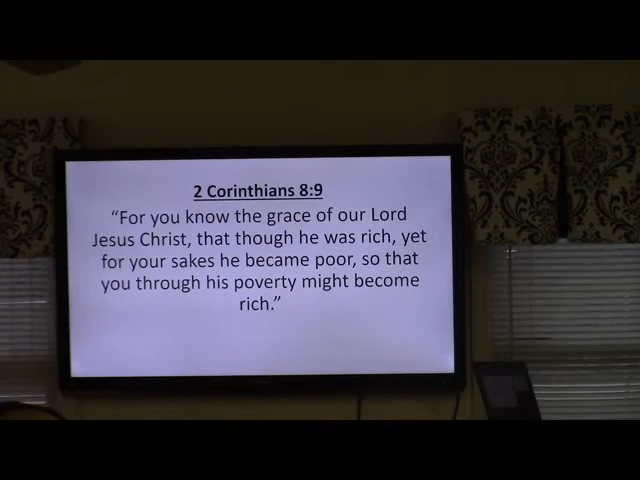 2 Corinthians 8:9
“For you know the grace of our Lord
Jesus Christ, that though he was rich, yet
for your sakes he became poor, so that
you through his poverty might become
rich.”